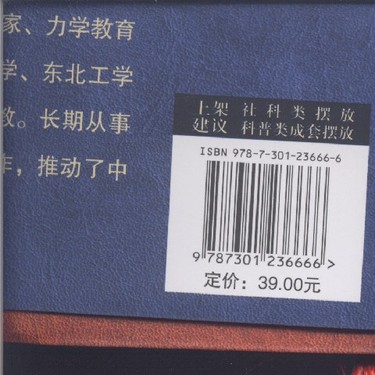 家、力学教育
学、东北工学
教。长期从事
作，推动了中
上架 社科类摆放
建议 科普类成套摆放
ISBN 978-7-301-23666-6
9 787301 236666 >
定价：39.00元